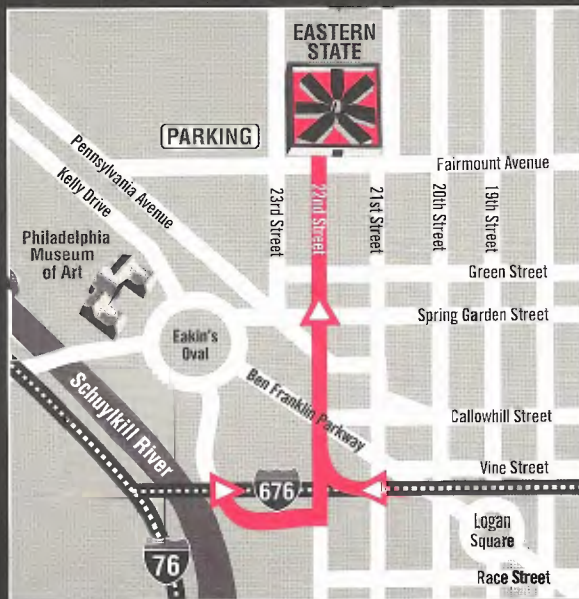 EASTERN
STATE
PARKING
Fairmount Avenue
Pennsylvania Avenue
Kelly Drive
23rd Street
22nd Street
21st Street
20th Street
19th Street
Philadelphia
Museum
of Art
Green Street
Spring Garden Street
Eakin's
Oval
Ben Franklin Parkway
Schuylkill River
Callowhill Street
Vine Street
676
Logan
Square
76
Race Street